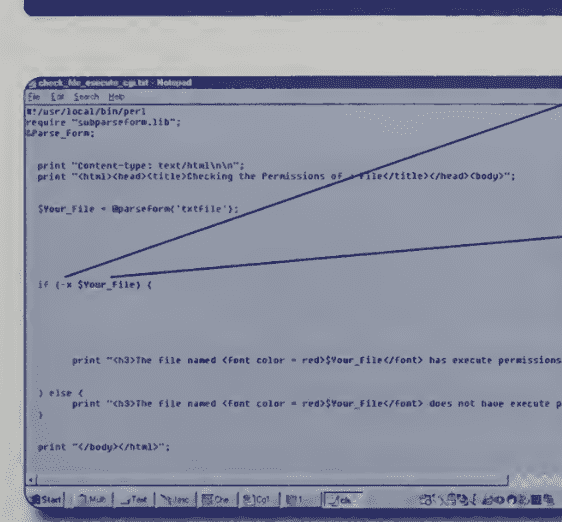 check_file_execute_cgi.txt - Notepad
File Edit Search Help
#!/usr/local/bin/perl
require "subparseform.lib";
&Parse_Form;
print "Content-type: text/html\n\n";
print "<html><head><title>Checking the Permissions of a File</title></head><body>";
$Your_File = @parseform{'txtfile'};
if (-x $Your_File) {
print "<h3>The file named <font color = red>$Your_File</font> has execute permissions
} else {
print "<h3>The file named <font color = red>$Your_File</font> does not have execute p
}
print "</body></html>";
Start